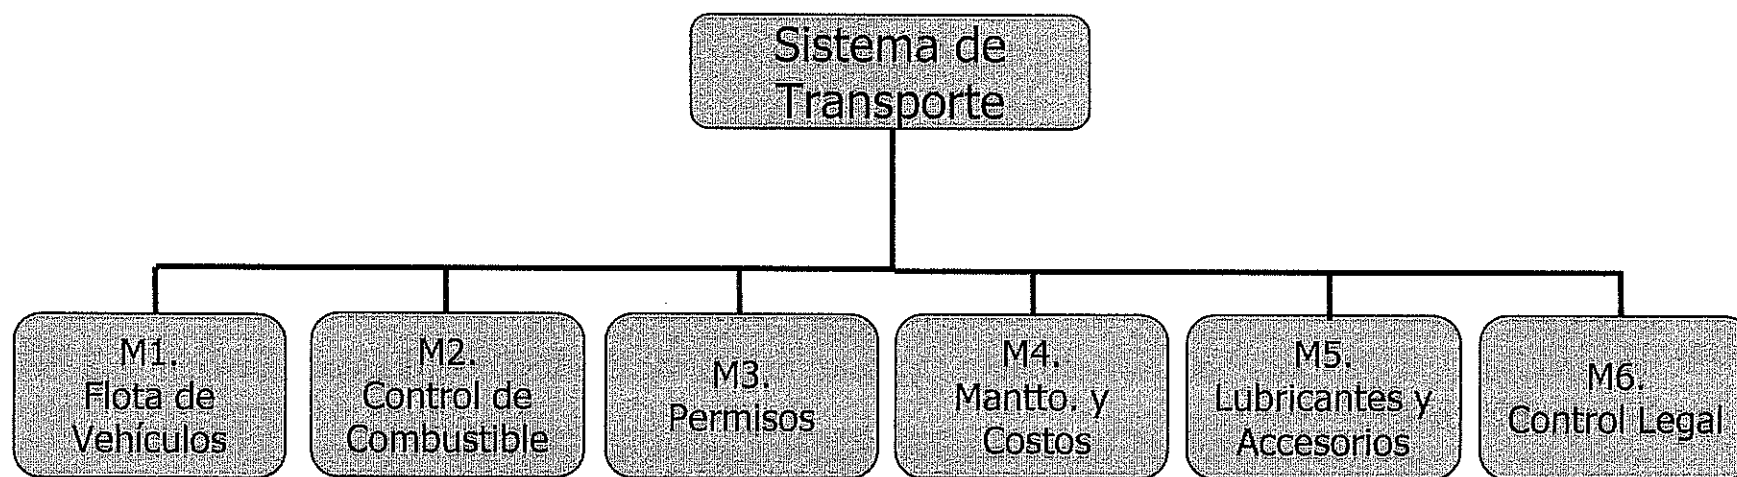 Sistema de
Transporte
M1.
Flota de
Vehículos
M2.
Control de
Combustible
M3.
Permisos
M4.
Mantto. y
Costos
M5.
Lubricantes y
Accesorios
M6.
Control Legal